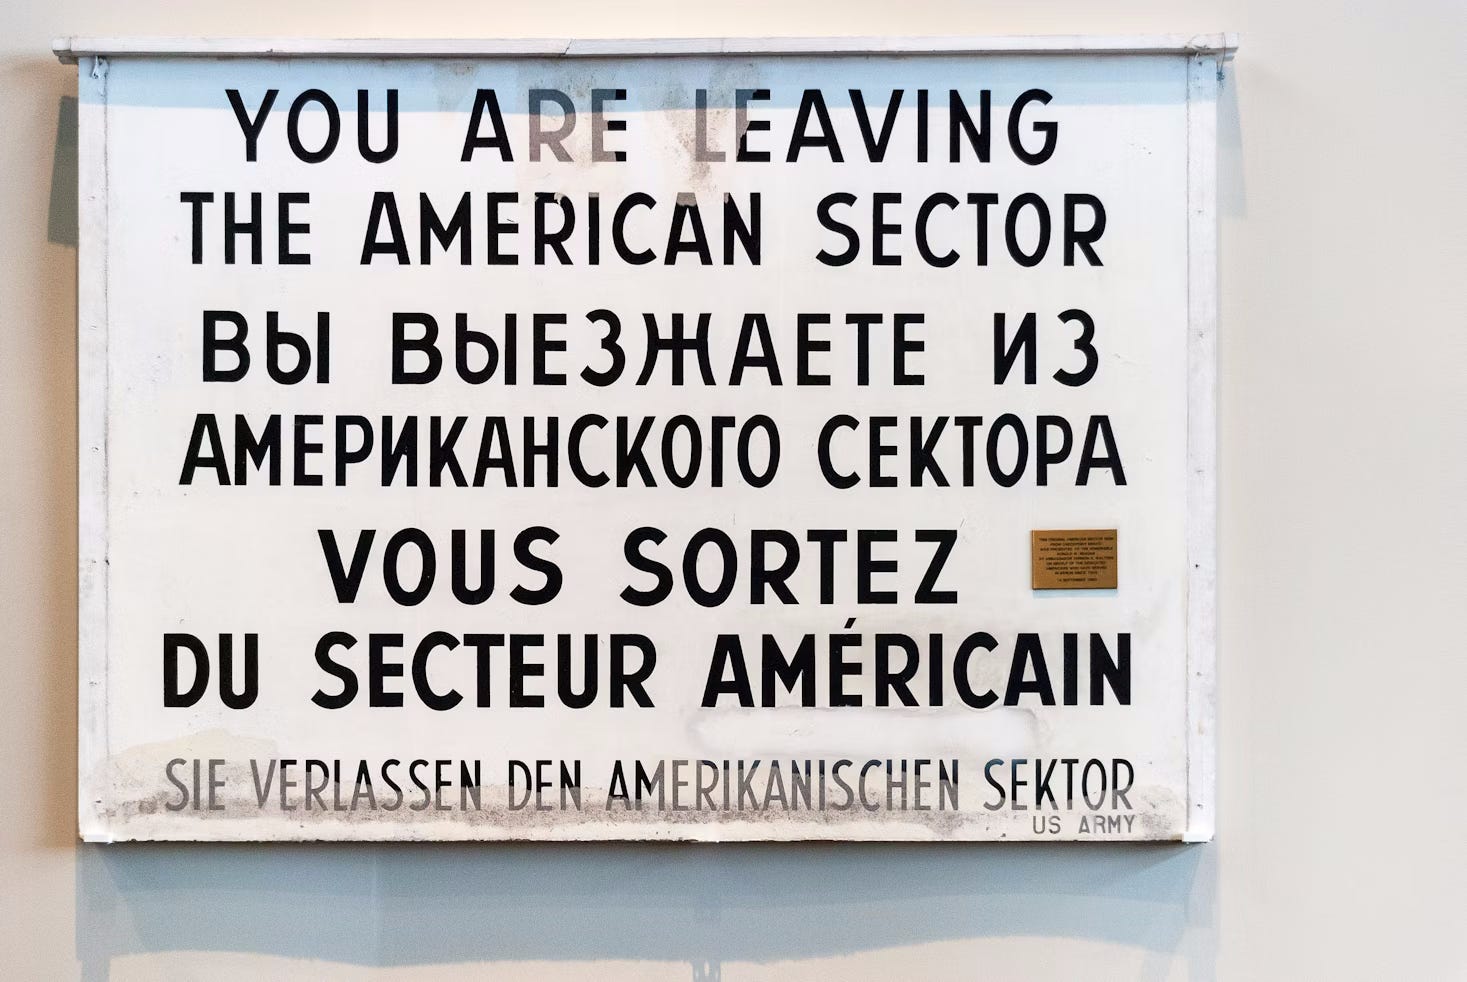 YOU ARE LEAVING
THE AMERICAN SECTOR
ВЫ ВЫЕЗЖАЕТЕ ИЗ
АМЕРИКАНСКОГО СЕКТОРА
VOUS SORTEZ
DU SECTEUR AMÉRICAIN
SIE VERLASSEN DEN AMERIKANISCHEN SEKTOR
US ARMY